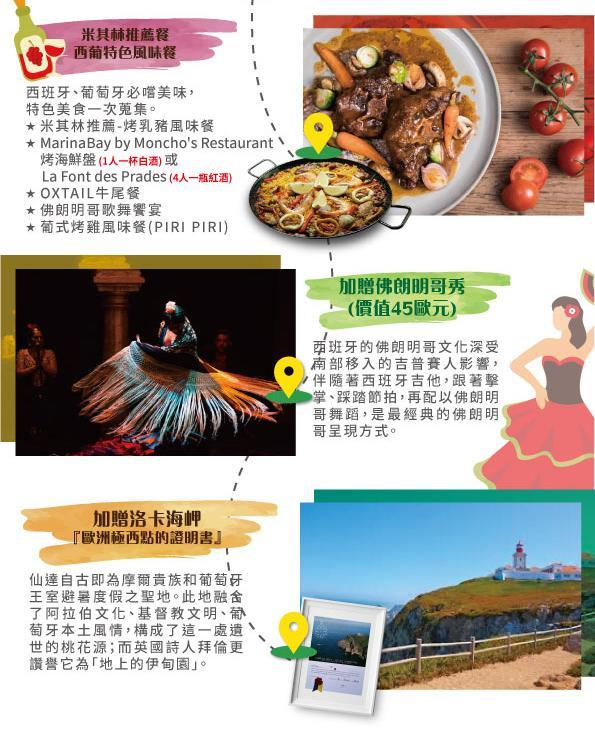 米其林推薦餐
西葡特色風味餐
西班牙、葡萄牙必嚐美味，
特色美食一次蒐集。
★ 米其林推薦-烤乳豬風味餐
★ MarinaBay by Moncho's Restaurant
烤海鮮盤 (1人一杯白酒) 或
La Font des Prades (4人一瓶紅酒)
★ OXTAIL牛尾餐
★ 佛朗明哥歌舞饗宴
★ 葡式烤雞風味餐(PIRI PIRI)
加贈佛朗明哥秀
(價值45歐元)
西班牙的佛朗明哥文化深受
南部移入的吉普賽人影響，
伴隨著西班牙吉他，跟著擊
掌、踩踏節拍，再配以佛朗明
哥舞蹈，是最經典的佛朗明
哥呈現方式。
加贈洛卡海岬
『歐洲極西點的證明書』
仙達自古即為摩爾貴族和葡萄牙
王室避暑度假之聖地。此地融合
了阿拉伯文化、基督教文明、葡
萄牙本土風情，構成了這一處遺
世的桃花源；而英國詩人拜倫更
讚譽它為「地上的伊甸園」。